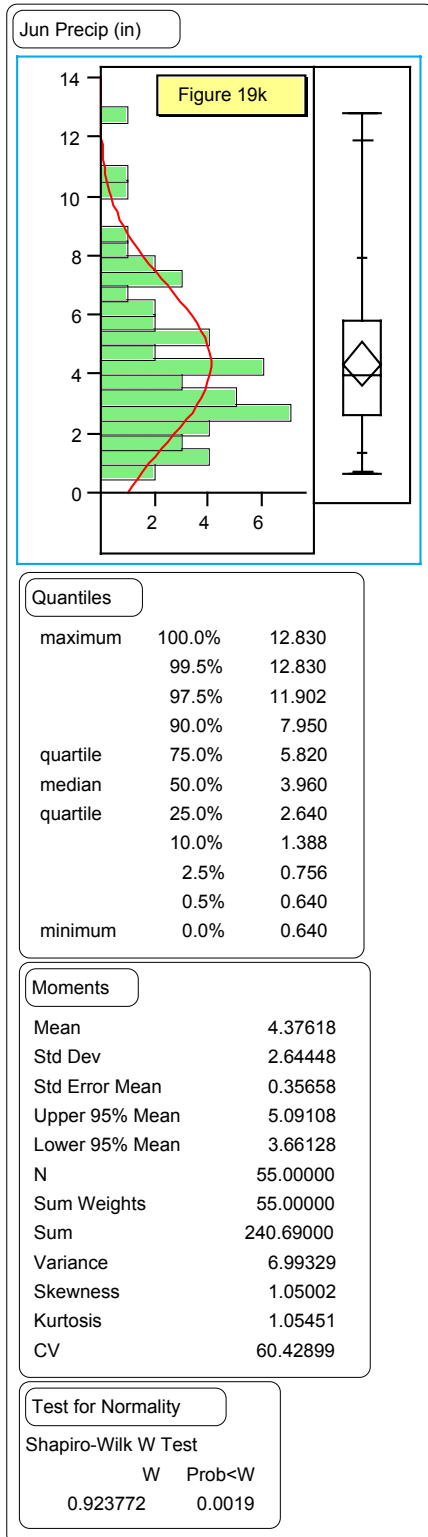 Jun Precip (in)
Figure 19k
14
12
10
8
6
4
2
0
2 4 6
Quantiles
maximum 100.0% 12.830
99.5% 12.830
97.5% 11.902
90.0% 7.950
quartile 75.0% 5.820
median 50.0% 3.960
quartile 25.0% 2.640
10.0% 1.388
2.5% 0.756
0.5% 0.640
minimum 0.0% 0.640
Moments
Mean 4.37618
Std Dev 2.64448
Std Error Mean 0.35658
Upper 95% Mean 5.09108
Lower 95% Mean 3.66128
N 55.00000
Sum Weights 55.00000
Sum 240.69000
Variance 6.99329
Skewness 1.05002
Kurtosis 1.05451
CV 60.42899
Test for Normality
Shapiro-Wilk W Test
W Prob<W
0.923772 0.0019